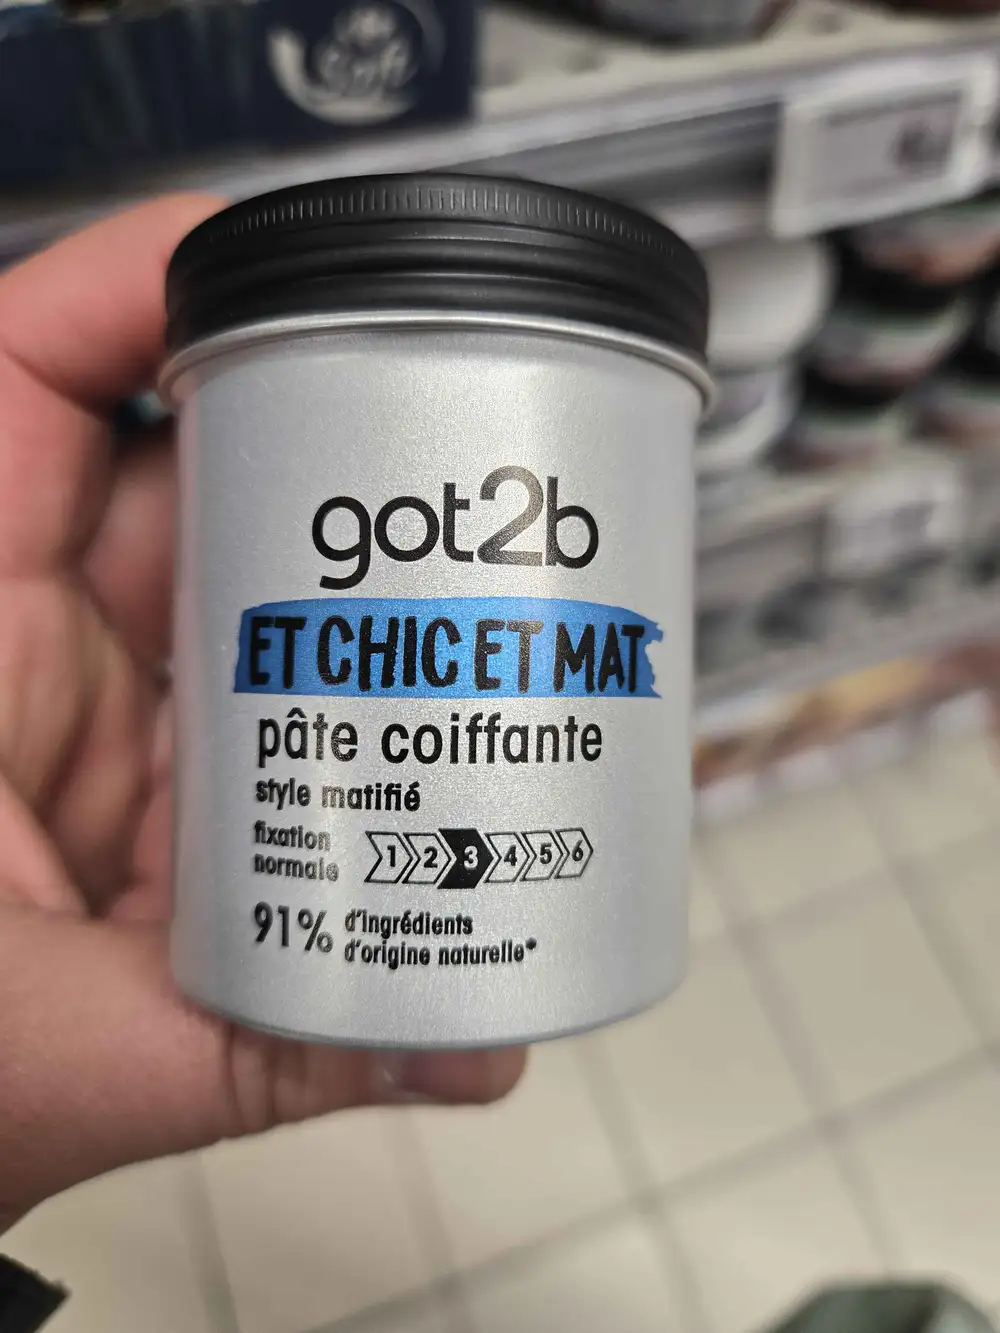 Soft
got2b
ET CHIC ET MAT
pâte coiffante
style matifié
fixation
normale
1 2 3 4 5 6
91% d'ingrédients
d'origine naturelle*